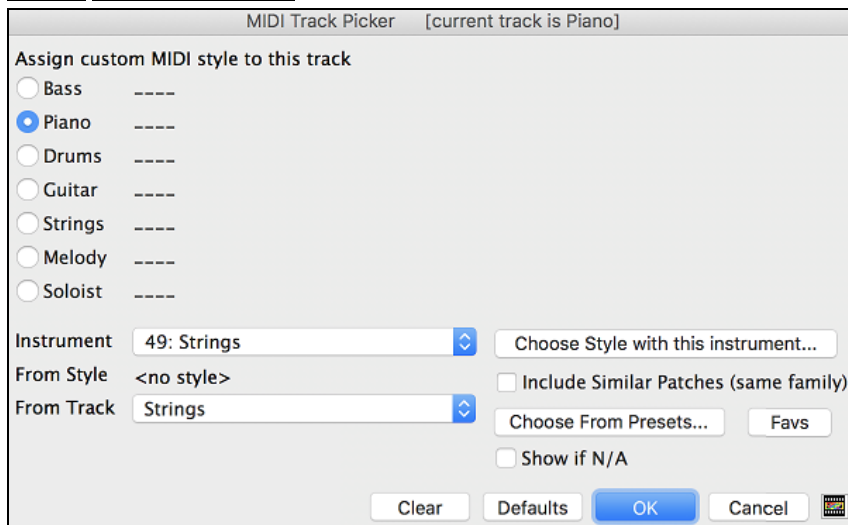 MIDI Track Picker [current track is Piano]
Assign custom MIDI style to this track
Bass ----
Piano ----
Drums ----
Guitar ----
Strings ----
Melody ----
Soloist ----
Instrument 49: Strings Choose Style with this instrument...
From Style <no style> Include Similar Patches (same family)
From Track Strings Choose From Presets... Favs
Show if N/A
Clear Defaults OK Cancel